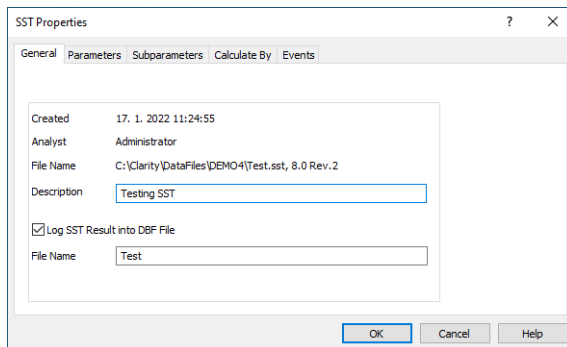 SST Properties ?
General Parameters Subparameters Calculate By Events
Created 17. 1. 2022 11:24:55
Analyst Administrator
File Name C:\Clarity\DataFiles\DEMO4\Test.sst, 8.0 Rev.2
Description Testing SST
Log SST Result into DBF File
File Name Test
OK Cancel Help